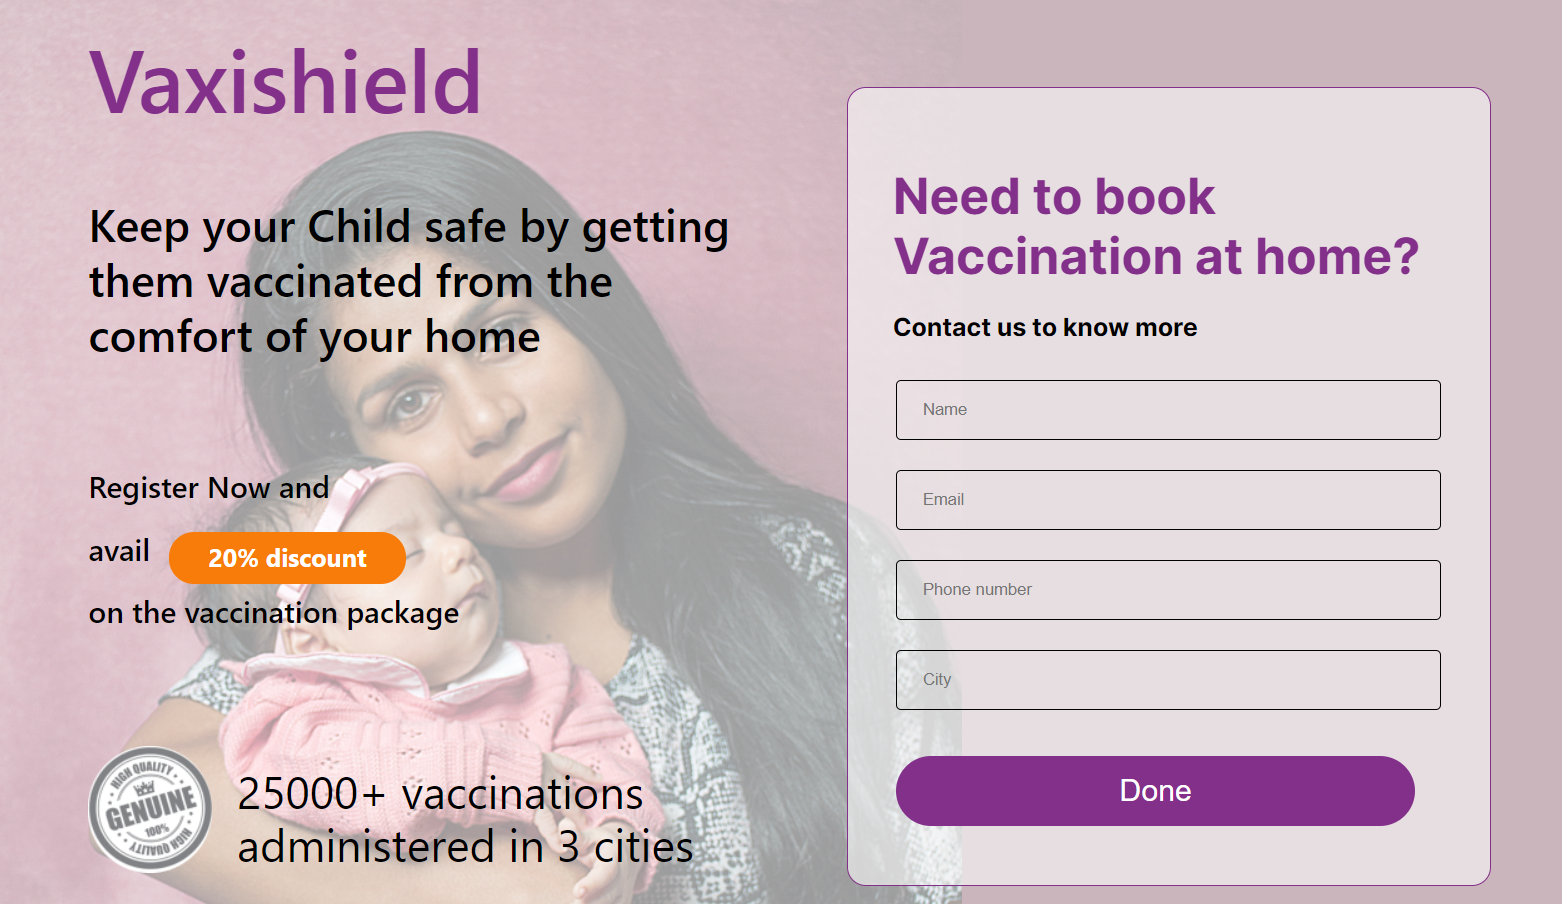 Vaxishield
Keep your Child safe by getting
them vaccinated from the
comfort of your home
Register Now and
avail 20% discount
on the vaccination package
HIGH QUALITY
GENUINE
100%
HIGH QUALITY
25000+ vaccinations
administered in 3 cities
Need to book
Vaccination at home?
Contact us to know more
Name
Email
Phone number
City
Done